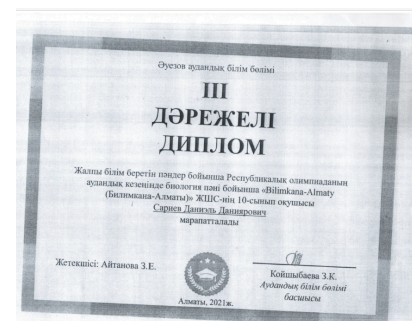 Әуезов аудандық білім бөлімі
III
ДӘРЕЖЕЛІ
ДИПЛОМ
Жалпы білім беретін пәндер бойынша Республикалық олимпиаданың
аудандық кезеңінде биология пәні бойынша «Bilimkana-Almaty
(Билимкана-Алматы)» ЖШС-нің 10-сынып оқушысы
Сариев Даниэль Даниярович
марапатталады
Жетекшісі: Айтанова З.Е.
Койшыбаева З.К.
Аудандық білім бөлімі
басшысы
Алматы, 2021ж.